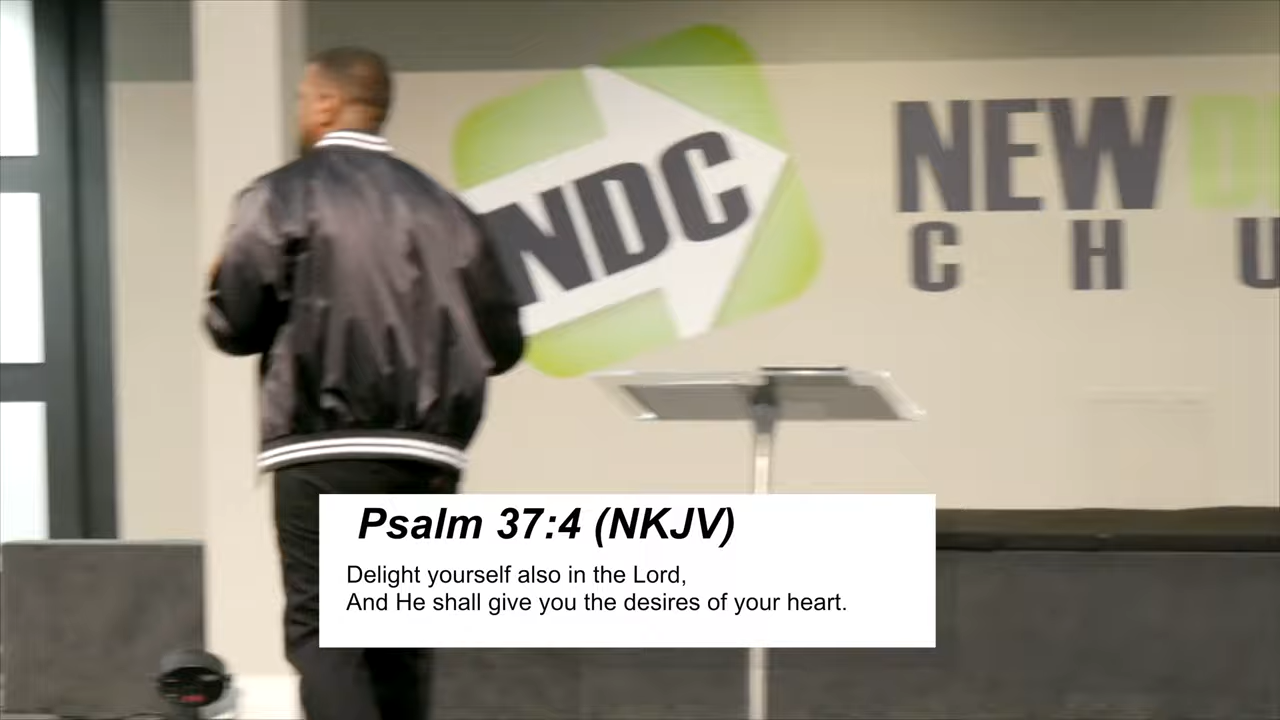 NDC
NEW
C H U
Psalm 37:4 (NKJV)
Delight yourself also in the Lord,
And He shall give you the desires of your heart.